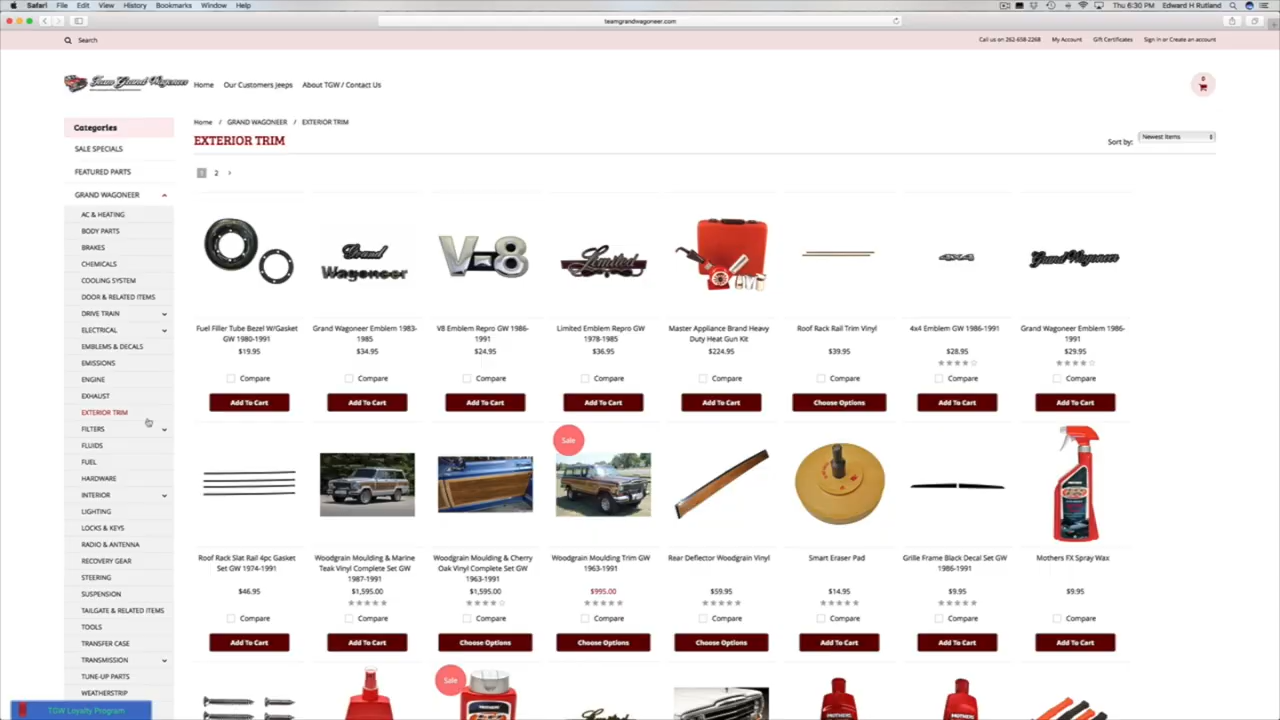 Safari File Edit View History Bookmarks Window Help
Thu 6:30 PM Edward H Rutland
teamgrandwagoneer.com
Search
Call us on 262-658-2268 My Account Gift Certificates Sign in or Create an account
Team Grand Wagoneer
Home Our Customers Jeeps About TGW / Contact Us
0
Categories
SALE SPECIALS
FEATURED PARTS
GRAND WAGONEER
AC & HEATING
BODY PARTS
BRAKES
CHEMICALS
COOLING SYSTEM
DOOR & RELATED ITEMS
DRIVE TRAIN
ELECTRICAL
EMBLEMS & DECALS
EMISSIONS
ENGINE
EXHAUST
EXTERIOR TRIM
FILTERS
FLUIDS
FUEL
HARDWARE
INTERIOR
LIGHTING
LOCKS & KEYS
RADIO & ANTENNA
RECOVERY GEAR
STEERING
SUSPENSION
TAILGATE & RELATED ITEMS
TOOLS
TRANSFER CASE
TRANSMISSION
TUNE-UP PARTS
WEATHERSTRIP
TGW Loyalty Program
Home / GRAND WAGONEER / EXTERIOR TRIM
EXTERIOR TRIM
Sort by: Newest Items
1 2 >
Grand Wagoneer
V-8
Limited
4x4
Grand Wagoneer
Fuel Filler Tube Bezel W/Gasket GW 1980-1991
$19.95
Compare
Add To Cart
Grand Wagoneer Emblem 1983-1985
$34.95
Compare
Add To Cart
V8 Emblem Repro GW 1986-1991
$24.95
Compare
Add To Cart
Limited Emblem Repro GW 1978-1985
$36.95
Compare
Add To Cart
Master Appliance Brand Heavy Duty Heat Gun Kit
$224.95
Compare
Add To Cart
Roof Rack Rail Trim Vinyl
$39.95
Compare
Choose Options
4x4 Emblem GW 1986-1991
$28.95
Compare
Add To Cart
Grand Wagoneer Emblem 1986-1991
$29.95
Compare
Add To Cart
Sale
Roof Rack Slat Rail 4pc Gasket Set GW 1974-1991
$46.95
Compare
Add To Cart
Woodgrain Moulding & Marine Teak Vinyl Complete Set GW 1987-1991
$1,595.00
Compare
Add To Cart
Woodgrain Moulding & Cherry Oak Vinyl Complete Set GW 1963-1991
$1,595.00
Compare
Choose Options
Woodgrain Moulding Trim GW 1963-1991
$995.00
Compare
Choose Options
Rear Deflector Woodgrain Vinyl
$59.95
Compare
Choose Options
Smart Eraser Pad
$14.95
Compare
Add To Cart
Grille Frame Black Decal Set GW 1986-1991
$9.95
Compare
Add To Cart
Mothers FX Spray Wax
$9.95
Compare
Add To Cart
Sale